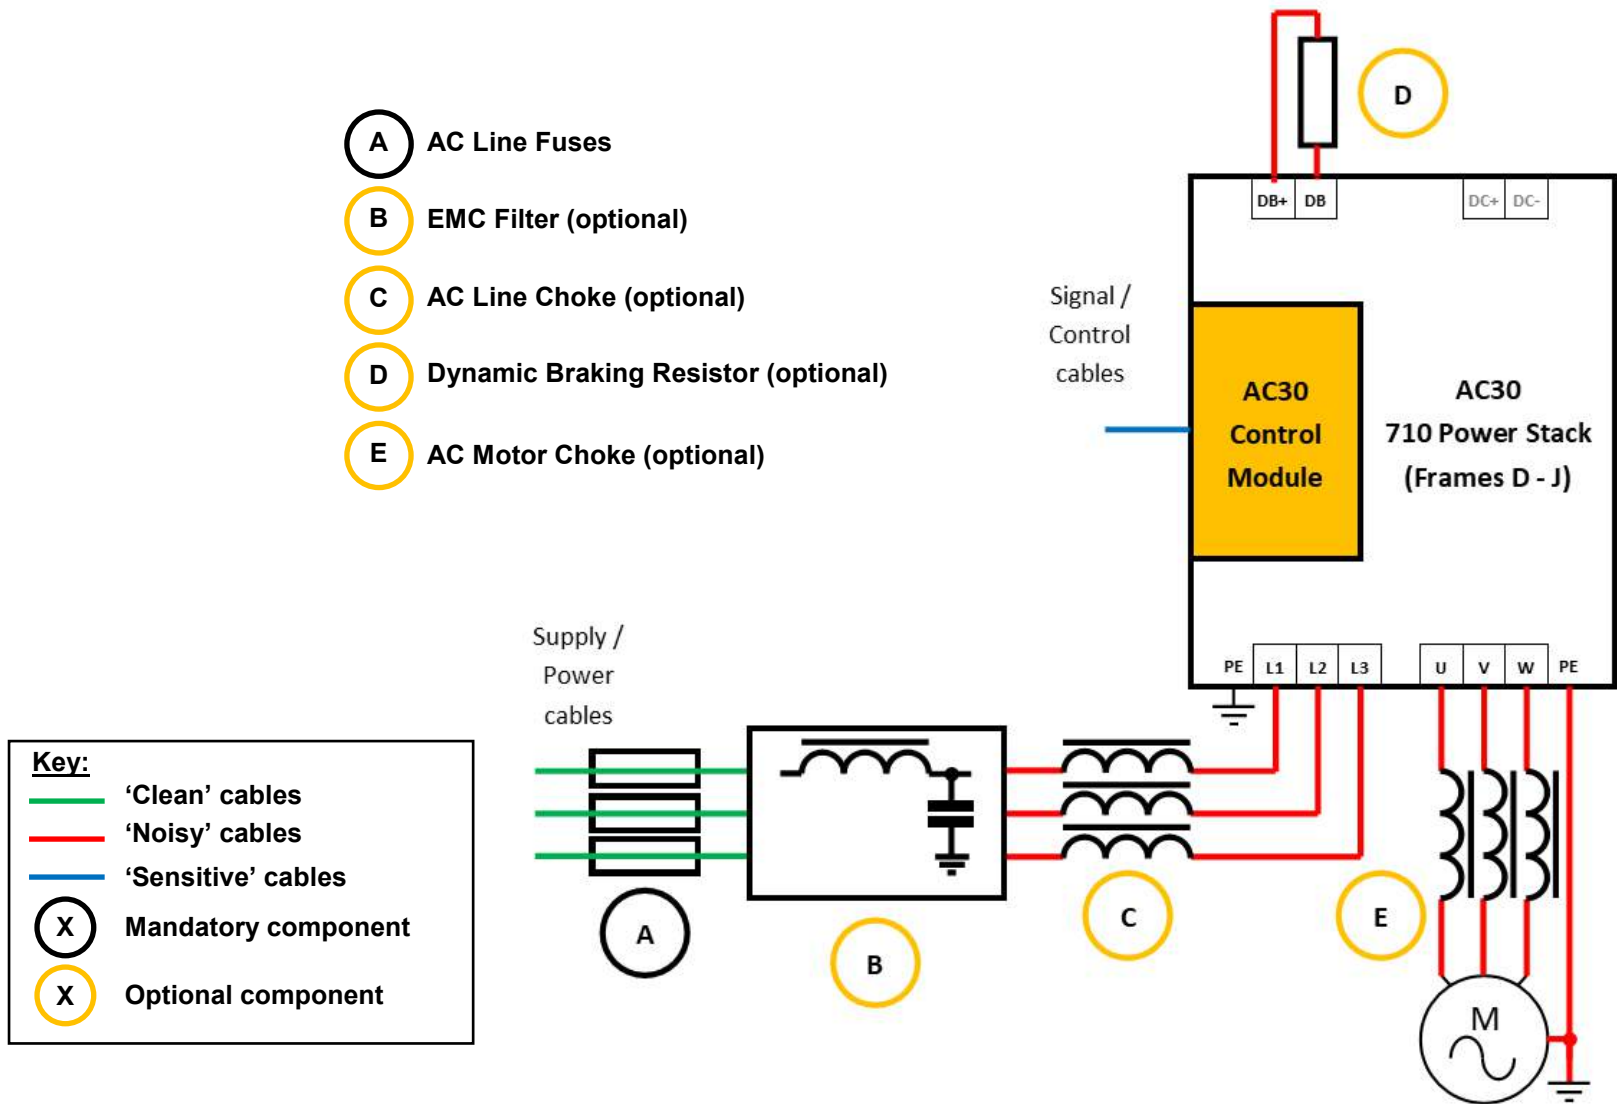 D
A AC Line Fuses
B EMC Filter (optional)
C AC Line Choke (optional)
D Dynamic Braking Resistor (optional)
E AC Motor Choke (optional)
DB+ DB DC+ DC-
Signal /
Control
cables
AC30
Control
Module
AC30
710 Power Stack
(Frames D - J)
PE L1 L2 L3 U V W PE
Supply /
Power
cables
Key:
‘Clean’ cables
‘Noisy’ cables
‘Sensitive’ cables
X Mandatory component
X Optional component
A
B
C
E
M